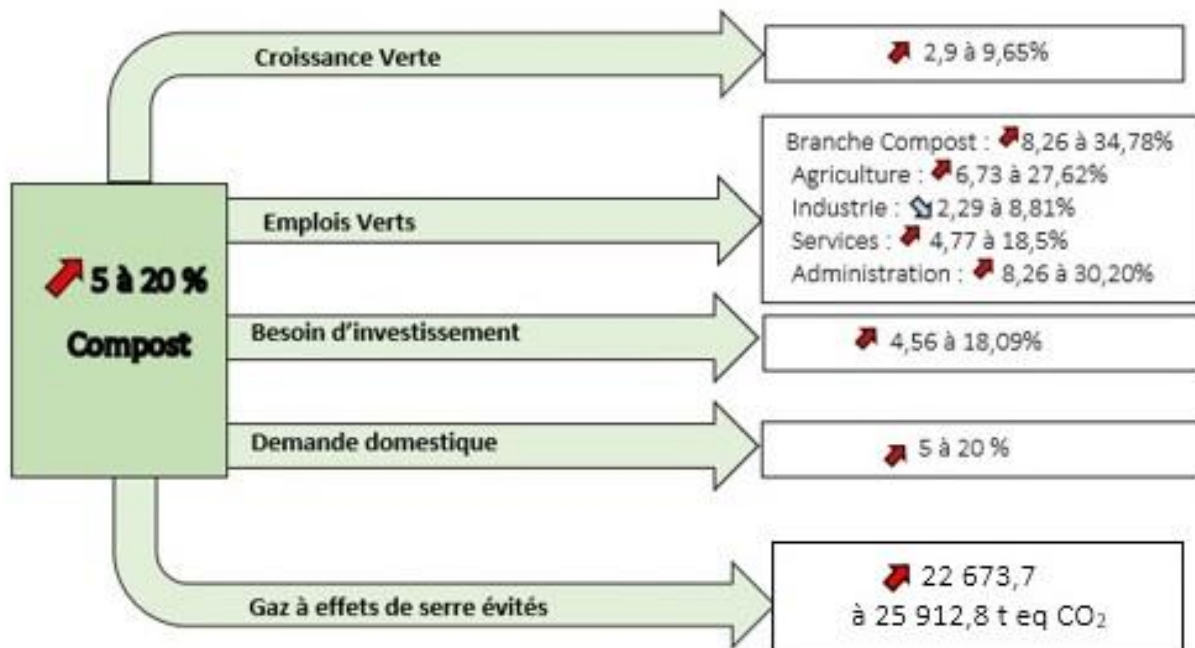 Croissance Verte
2,9 à 9,65%
Branche Compost : 8,26 à 34,78%
Agriculture : 6,73 à 27,62%
Industrie : 2,29 à 8,81%
Services : 4,77 à 18,5%
Administration : 8,26 à 30,20%
Emplois Verts
5 à 20 %
Compost
Besoin d'investissement
4,56 à 18,09%
Demande domestique
5 à 20 %
Gaz à effets de serre évités
22 673,7
à 25 912,8 t eq CO₂